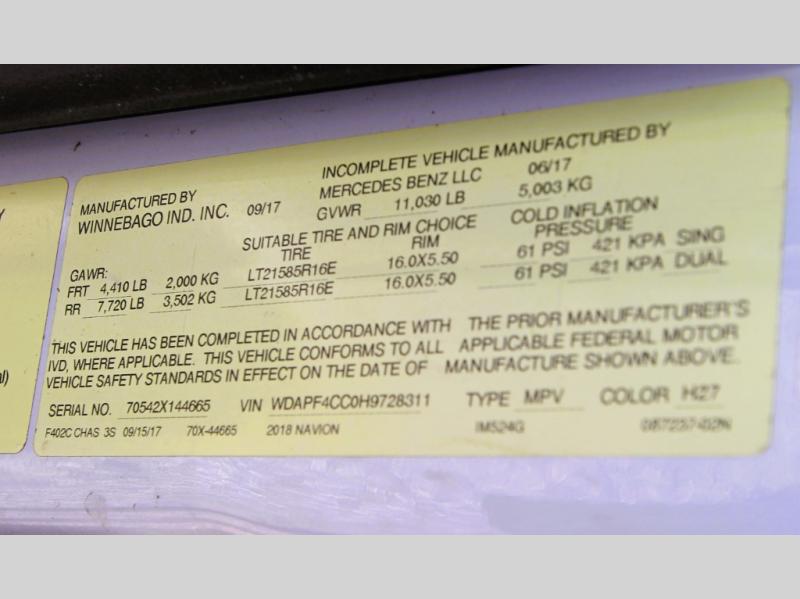 MANUFACTURED BY
WINNEBAGO IND. INC. 09/17
INCOMPLETE VEHICLE MANUFACTURED BY
MERCEDES BENZ LLC 06/17
GVWR 11,030 LB 5,003 KG
SUITABLE TIRE AND RIM CHOICE
TIRE RIM
COLD INFLATION
PRESSURE
GAWR:
FRT 4,410 LB 2,000 KG LT21585R16E 16.0X5.50 61 PSI 421 KPA SING
RR 7,720 LB 3,502 KG LT21585R16E 16.0X5.50 61 PSI 421 KPA DUAL
THIS VEHICLE HAS BEEN COMPLETED IN ACCORDANCE WITH THE PRIOR MANUFACTURER'S
IVD, WHERE APPLICABLE. THIS VEHICLE CONFORMS TO ALL APPLICABLE FEDERAL MOTOR
VEHICLE SAFETY STANDARDS IN EFFECT ON THE DATE OF MANUFACTURE SHOWN ABOVE.
SERIAL NO. 70542X144665 VIN WDAPF4CC0H9728311 TYPE MPV COLOR H27
F402C CHAS 3S 09/15/17 70X-44665 2018 NAVION IM524G